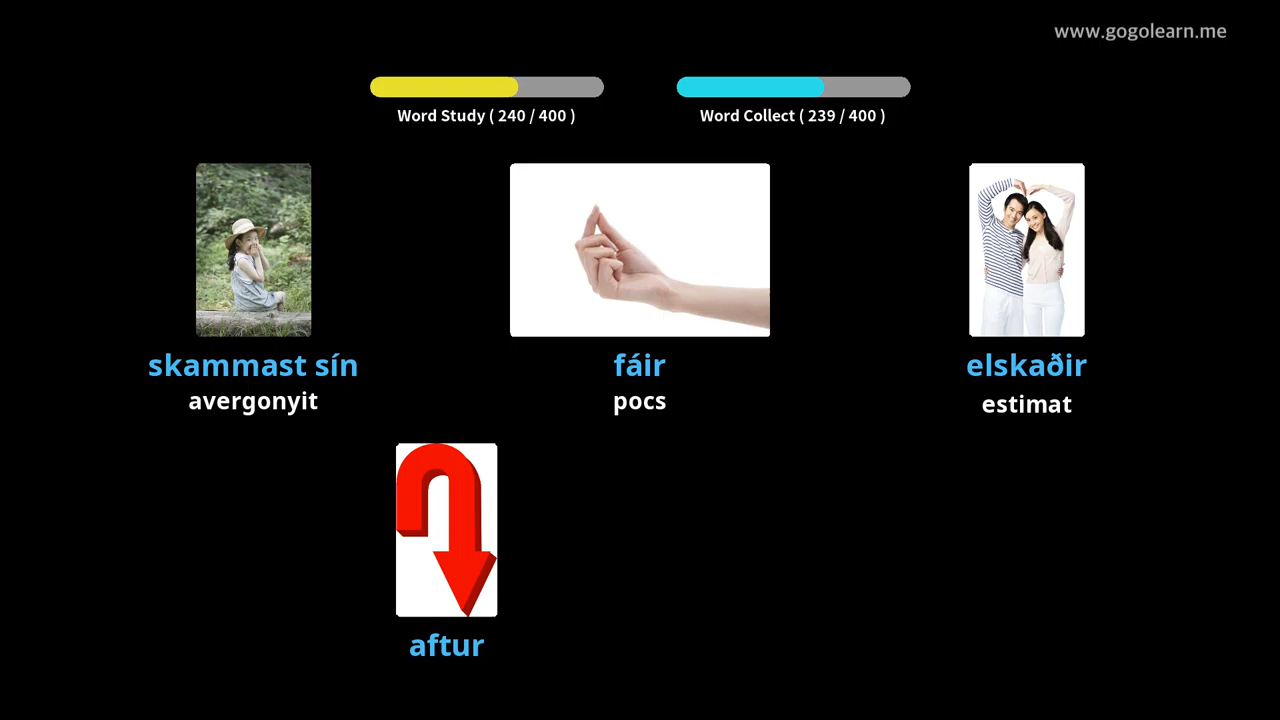 www.gogolearn.me
Word Study ( 240 / 400 )
Word Collect ( 239 / 400 )
skammast sín
avergonyit
fáir
pocs
elskaðir
estimat
aftur